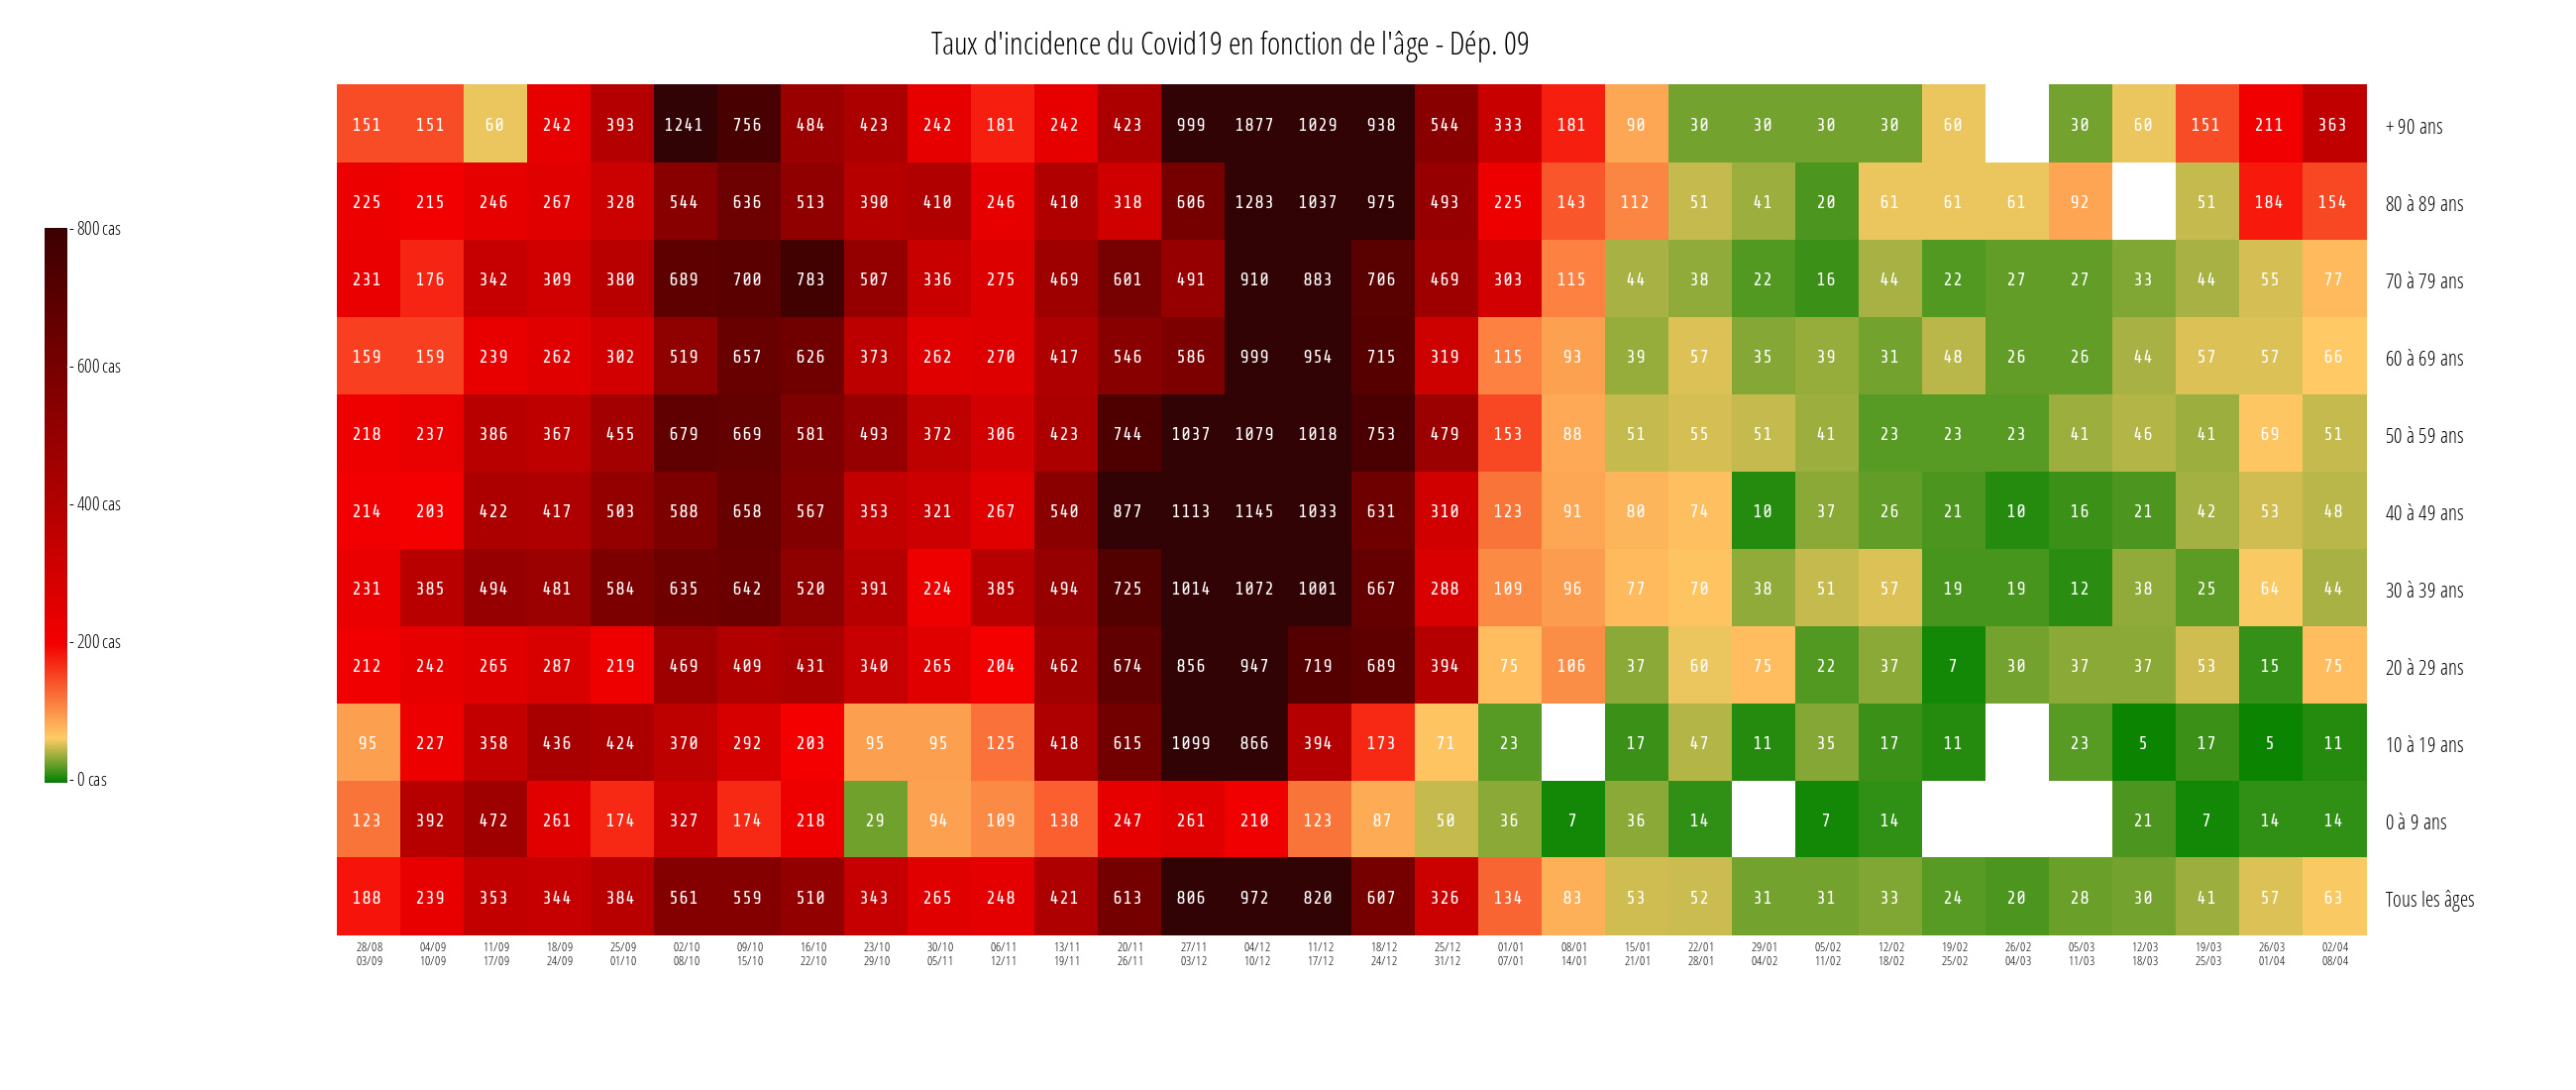 Taux d'incidence du Covid19 en fonction de l'âge - Dép. 09
151 151 60 242 393 1241 756 484 423 242 181 242 423 999 1877 1029 938 544 333 181 90 30 30 30 30 60 30 60 151 211 363 + 90 ans
225 215 246 267 328 544 636 513 390 410 246 410 318 606 1283 1037 975 493 225 143 112 51 41 20 61 61 61 92 51 184 154 80 à 89 ans
231 176 342 309 380 689 700 783 507 336 275 469 601 491 910 883 706 469 303 115 44 38 22 16 44 22 27 27 33 44 55 77 70 à 79 ans
159 159 239 262 302 519 657 626 373 262 270 417 546 586 999 954 715 319 115 93 39 57 35 39 31 48 26 26 44 57 57 66 60 à 69 ans
218 237 386 367 455 679 669 581 493 372 306 423 744 1037 1079 1018 753 479 153 88 51 55 51 41 23 23 23 41 46 41 69 51 50 à 59 ans
214 203 422 417 503 588 658 567 353 321 267 540 877 1113 1145 1033 631 310 123 91 80 74 10 37 26 21 10 16 21 42 53 48 40 à 49 ans
231 385 494 481 584 635 642 520 391 224 385 494 725 1014 1072 1001 667 288 109 96 77 70 38 51 57 19 19 12 38 25 64 44 30 à 39 ans
212 242 265 287 219 469 409 431 340 265 204 462 674 856 947 719 689 394 75 106 37 60 75 22 37 7 30 37 37 53 15 75 20 à 29 ans
95 227 358 436 424 370 292 203 95 95 125 418 615 1099 866 394 173 71 23 17 47 11 35 17 11 23 5 17 5 11 10 à 19 ans
123 392 472 261 174 327 174 218 29 94 109 138 247 261 210 123 87 50 36 7 36 14 7 14 21 7 14 14 0 à 9 ans
188 239 353 344 384 561 559 510 343 265 248 421 613 806 972 820 607 326 134 83 53 52 31 31 33 24 20 28 30 41 57 63 Tous les âges
28/08 04/09 11/09 18/09 25/09 02/10 09/10 16/10 23/10 30/10 06/11 13/11 20/11 27/11 04/12 11/12 18/12 25/12 01/01 08/01 15/01 22/01 29/01 05/02 12/02 19/02 26/02 05/03 12/03 19/03 26/03 02/04
03/09 10/09 17/09 24/09 01/10 08/10 15/10 22/10 29/10 05/11 12/11 19/11 26/11 03/12 10/12 17/12 24/12 31/12 07/01 14/01 21/01 28/01 04/02 11/02 18/02 25/02 04/03 11/03 18/03 25/03 01/04 08/04
- 800 cas
- 600 cas
- 400 cas
- 200 cas
- 0 cas